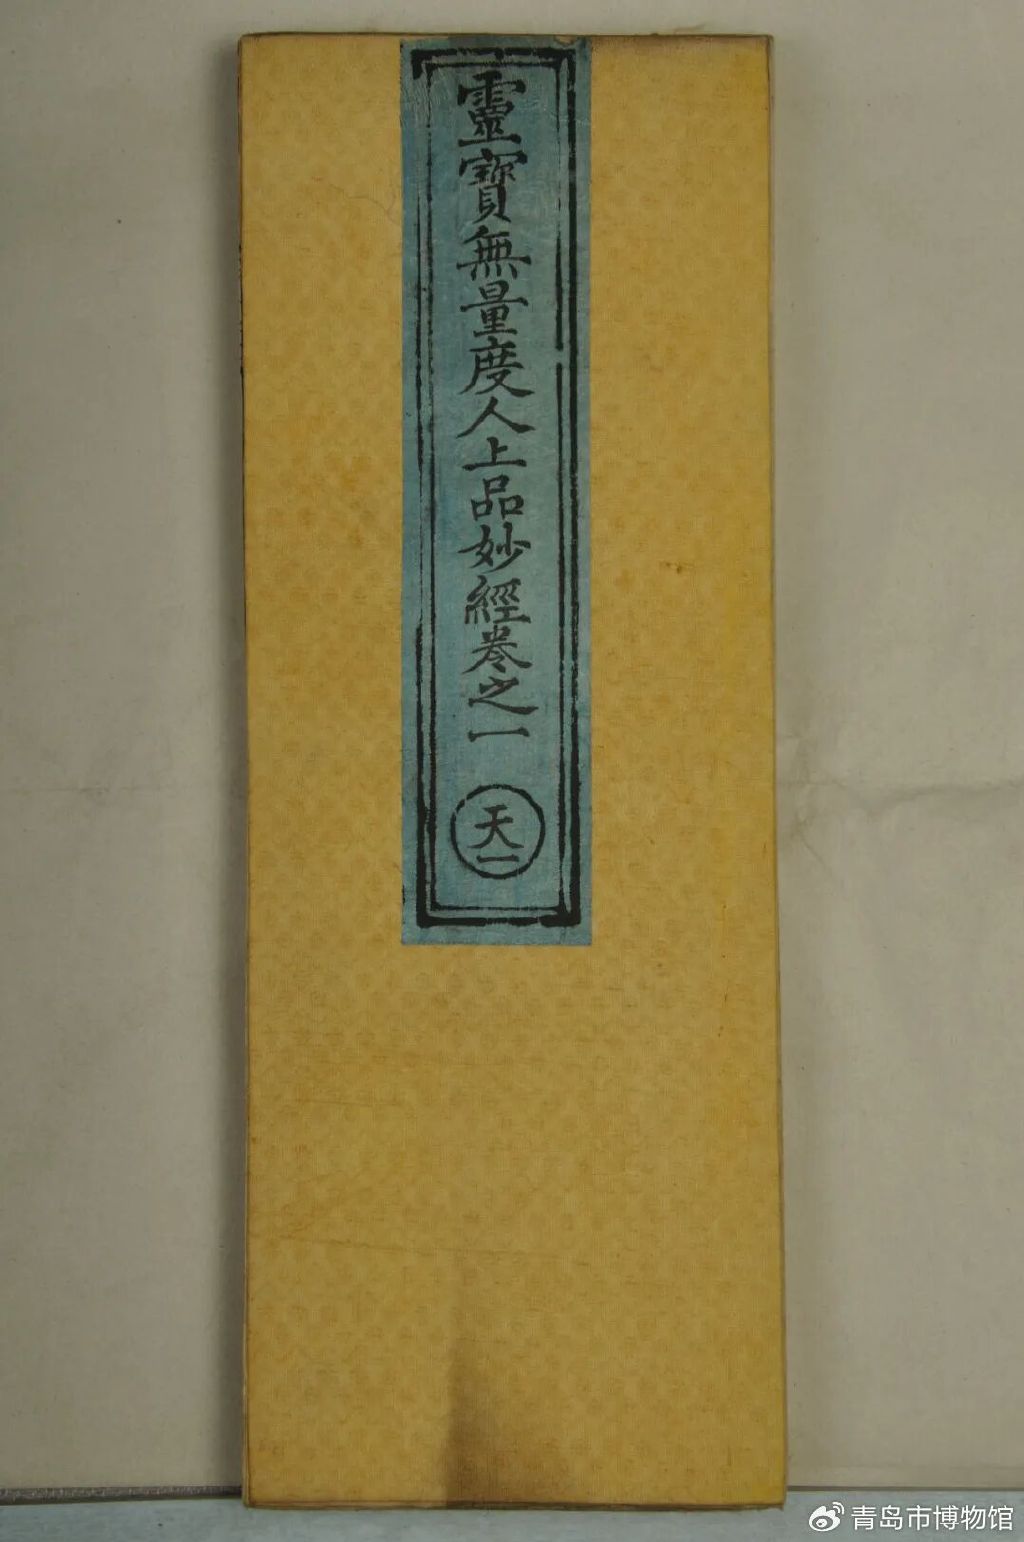 靈寶無量度人上品妙經卷之一
天一
青岛市博物馆